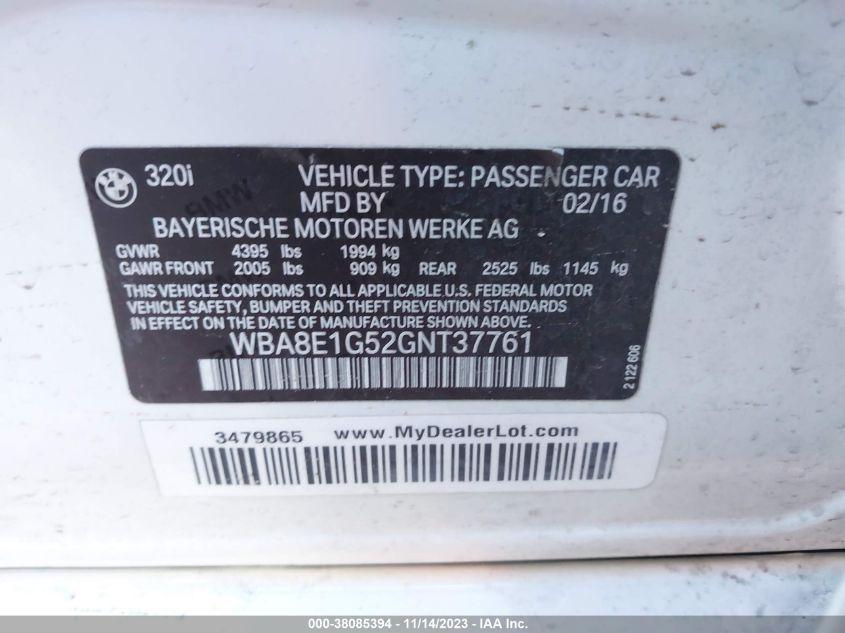 320i VEHICLE TYPE: PASSENGER CAR
MFD BY 02/16
BAYERISCHE MOTOREN WERKE AG
GVWR 4395 lbs 1994 kg
GAWR FRONT 2005 lbs 909 kg REAR 2525 lbs 1145 kg
THIS VEHICLE CONFORMS TO ALL APPLICABLE U.S. FEDERAL MOTOR
VEHICLE SAFETY, BUMPER AND THEFT PREVENTION STANDARDS
IN EFFECT ON THE DATE OF MANUFACTURE SHOWN ABOVE.
WBA8E1G52GNT37761
2 122 606
3479865 www.MyDealerLot.com
000-38085394 — 11/14/2023 — IAA Inc.